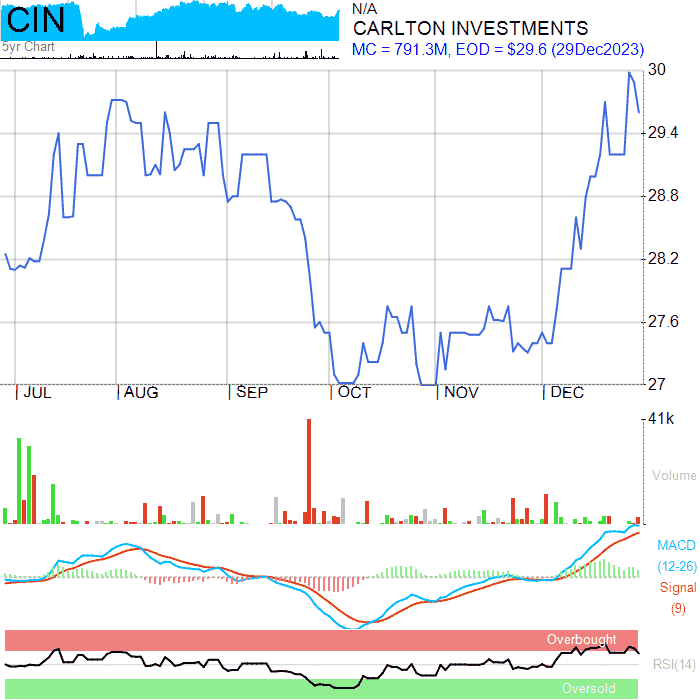 CIN
5yr Chart
N/A
CARLTON INVESTMENTS
MC = 791.3M, EOD = $29.6 (29Dec2023)
30
29.4
28.8
28.2
27.6
27
JUL
AUG
SEP
OCT
NOV
DEC
41k
Volume
MACD
(12-26)
Signal
(9)
Overbought
RSI(14)
Oversold